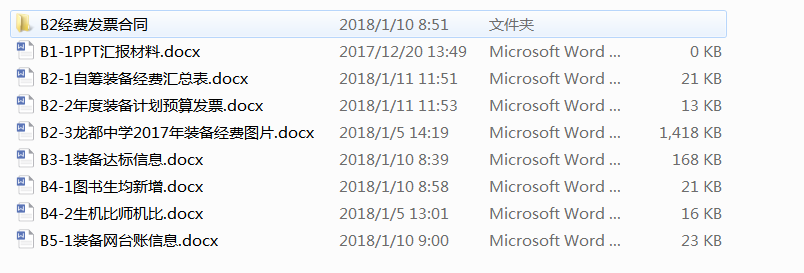 B2经费发票合同 2018/1/10 8:51 文件夹
B1-1PPT汇报材料.docx 2017/12/20 13:49 Microsoft Word ... 0 KB
B2-1自筹装备经费汇总表.docx 2018/1/11 11:51 Microsoft Word ... 21 KB
B2-2年度装备计划预算发票.docx 2018/1/11 11:53 Microsoft Word ... 13 KB
B2-3龙都中学2017年装备经费图片.docx 2018/1/5 14:19 Microsoft Word ... 1,418 KB
B3-1装备达标信息.docx 2018/1/10 8:39 Microsoft Word ... 168 KB
B4-1图书生均新增.docx 2018/1/10 8:58 Microsoft Word ... 21 KB
B4-2生机比师机比.docx 2018/1/5 13:01 Microsoft Word ... 16 KB
B5-1装备网台账信息.docx 2018/1/10 9:00 Microsoft Word ... 23 KB